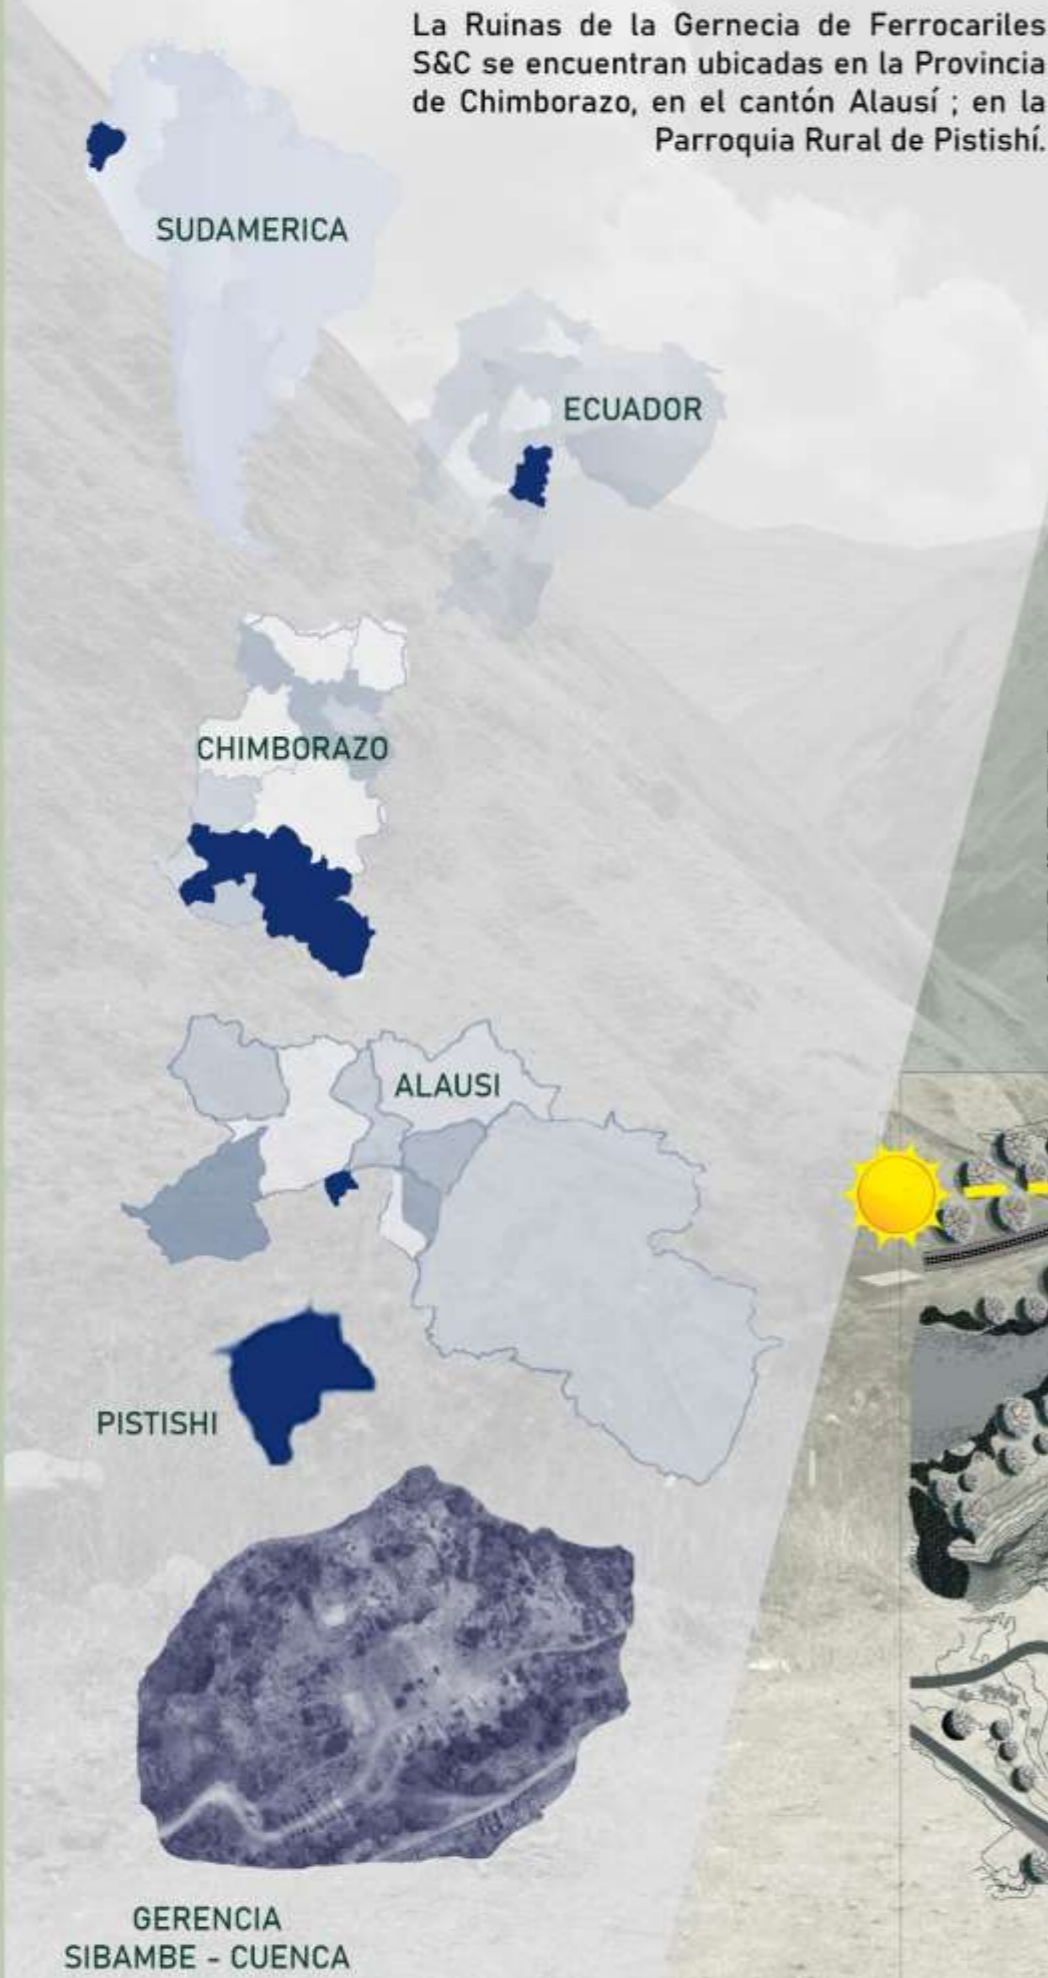 La Ruinas de la Gernecia de Ferrocariles
S&C se encuentran ubicadas en la Provincia
de Chimborazo, en el cantón Alausí ; en la
Parroquia Rural de Pistishí.
SUDAMERICA
ECUADOR
CHIMBORAZO
ALAUSI
PISTISHI
GERENCIA
SIBAMBE - CUENCA